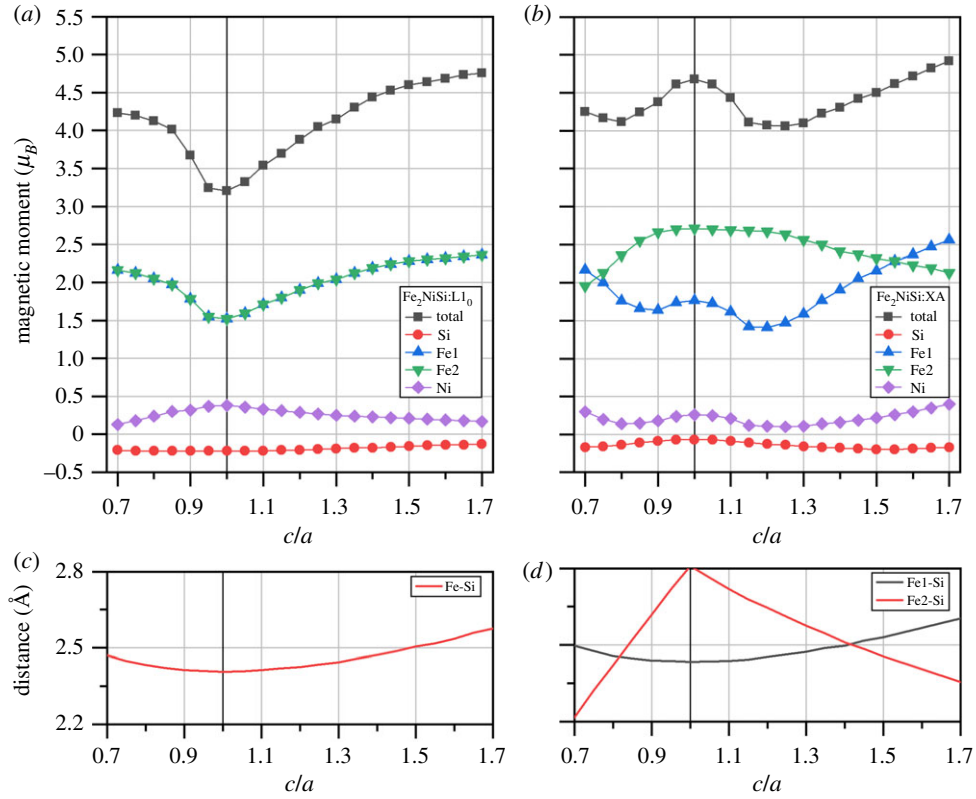 (a)
5.5
5.0
4.5
4.0
3.5
3.0
2.5
2.0
1.5
1.0
0.5
0
–0.5
magnetic moment (μB)
Fe2NiSi:L10
total
Si
Fe1
Fe2
Ni
0.7 0.9 1.1 1.3 1.5 1.7
c/a
(b)
Fe2NiSi:XA
total
Si
Fe1
Fe2
Ni
0.7 0.9 1.1 1.3 1.5 1.7
c/a
(c)
2.8
2.5
2.2
distance (Å)
Fe-Si
0.7 0.9 1.1 1.3 1.5 1.7
c/a
(d)
Fe1-Si
Fe2-Si
0.7 0.9 1.1 1.3 1.5 1.7
c/a